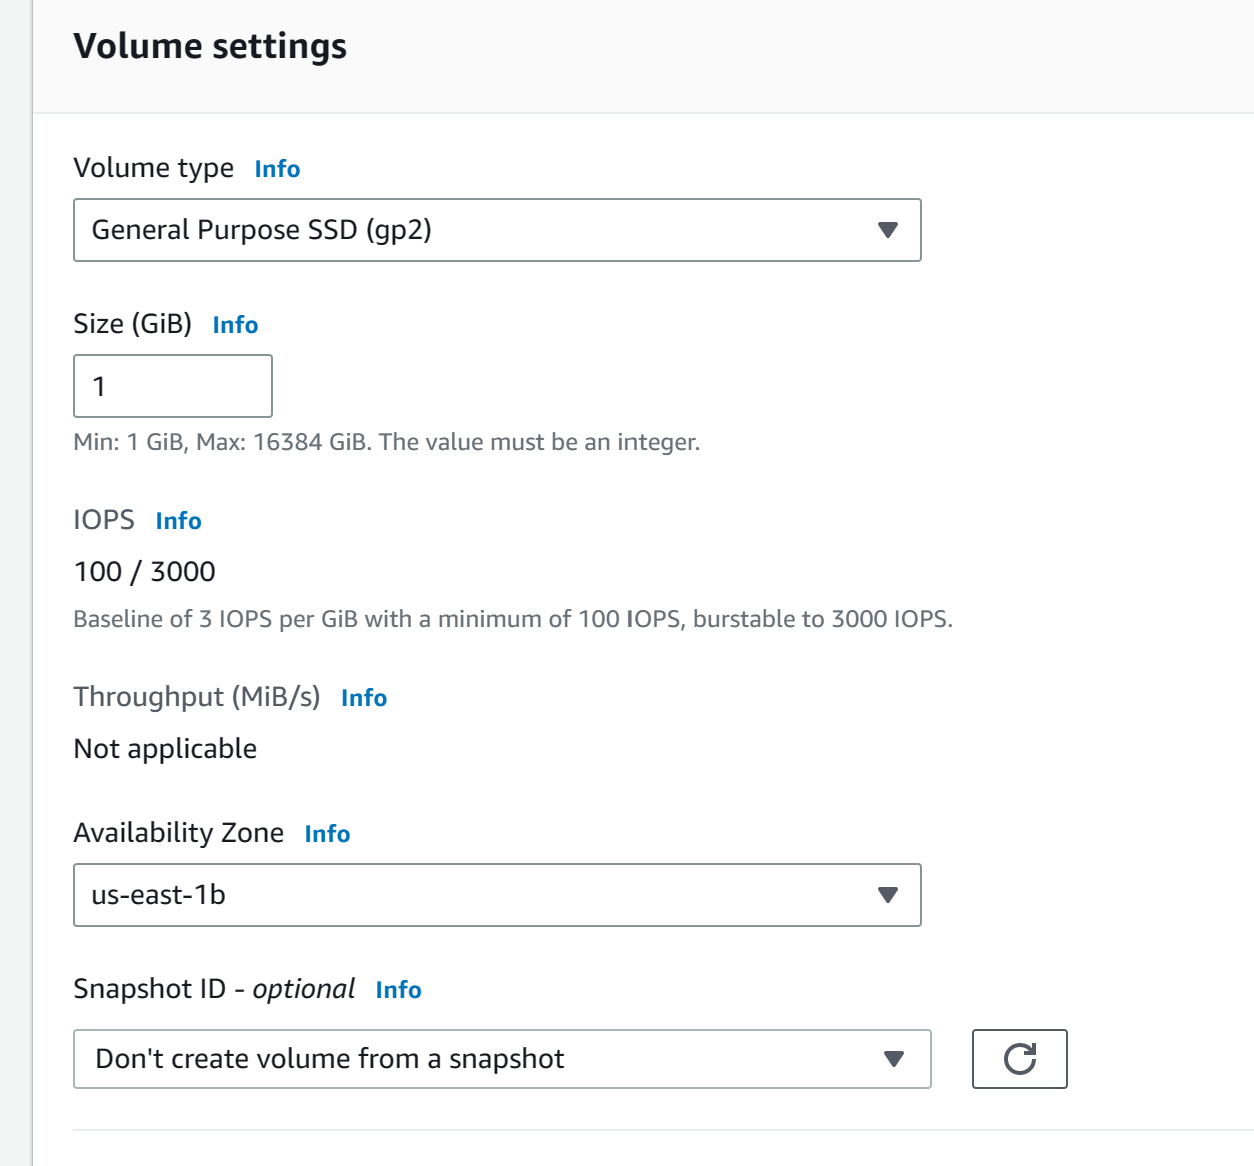 Volume settings
Volume type Info
General Purpose SSD (gp2)
Size (GiB) Info
1
Min: 1 GiB, Max: 16384 GiB. The value must be an integer.
IOPS Info
100 / 3000
Baseline of 3 IOPS per GiB with a minimum of 100 IOPS, burstable to 3000 IOPS.
Throughput (MiB/s) Info
Not applicable
Availability Zone Info
us-east-1b
Snapshot ID - optional Info
Don't create volume from a snapshot